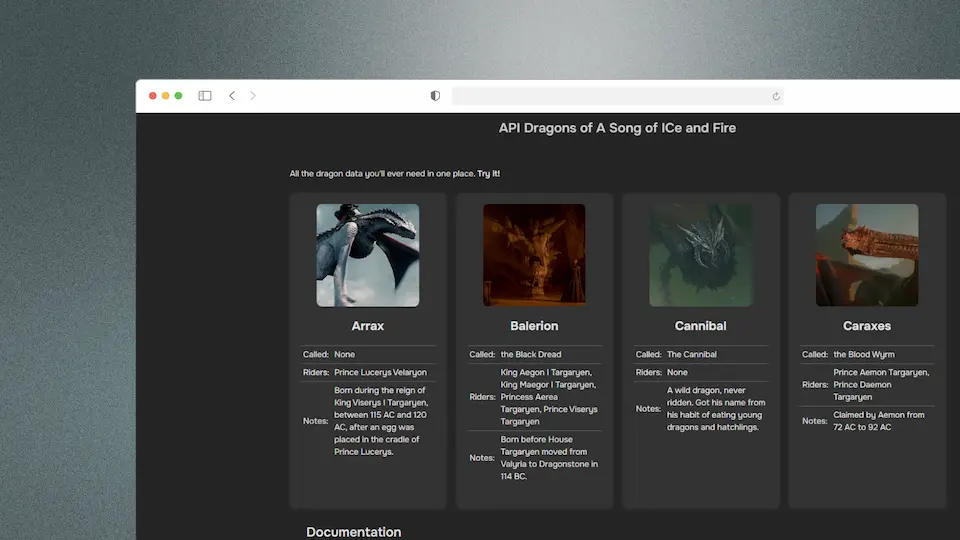 API Dragons of A Song of ICe and Fire
All the dragon data you'll ever need in one place. Try it!
Arrax
Called: None
Riders: Prince Lucerys Velaryon
Notes: Born during the reign of
King Viserys I Targaryen,
between 115 AC and 120
AC, after an egg was
placed in the cradle of
Prince Lucerys.
Balerion
Called: the Black Dread
Riders: King Aegon I Targaryen,
King Maegor I Targaryen,
Princess Aerea
Targaryen, Prince Viserys
Targaryen
Notes: Born before House
Targaryen moved from
Valyria to Dragonstone in
114 BC.
Cannibal
Called: The Cannibal
Riders: None
Notes: A wild dragon, never
ridden. Got his name from
his habit of eating young
dragons and hatchlings.
Caraxes
Called: the Blood Wyrm
Riders: Prince Aemon Targaryen,
Prince Daemon
Targaryen
Notes: Claimed by Aemon from
72 AC to 92 AC
Documentation